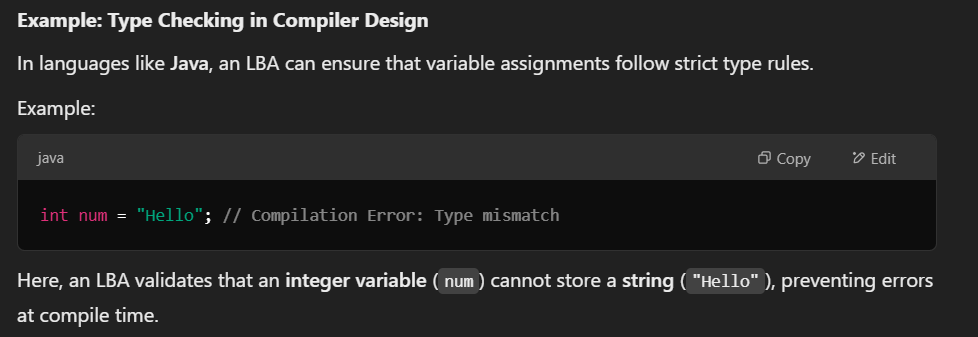 Example: Type Checking in Compiler Design
In languages like Java, an LBA can ensure that variable assignments follow strict type rules.
Example:
java
Copy
Edit
int num = "Hello"; // Compilation Error: Type mismatch
Here, an LBA validates that an integer variable (num) cannot store a string ("Hello"), preventing errors
at compile time.